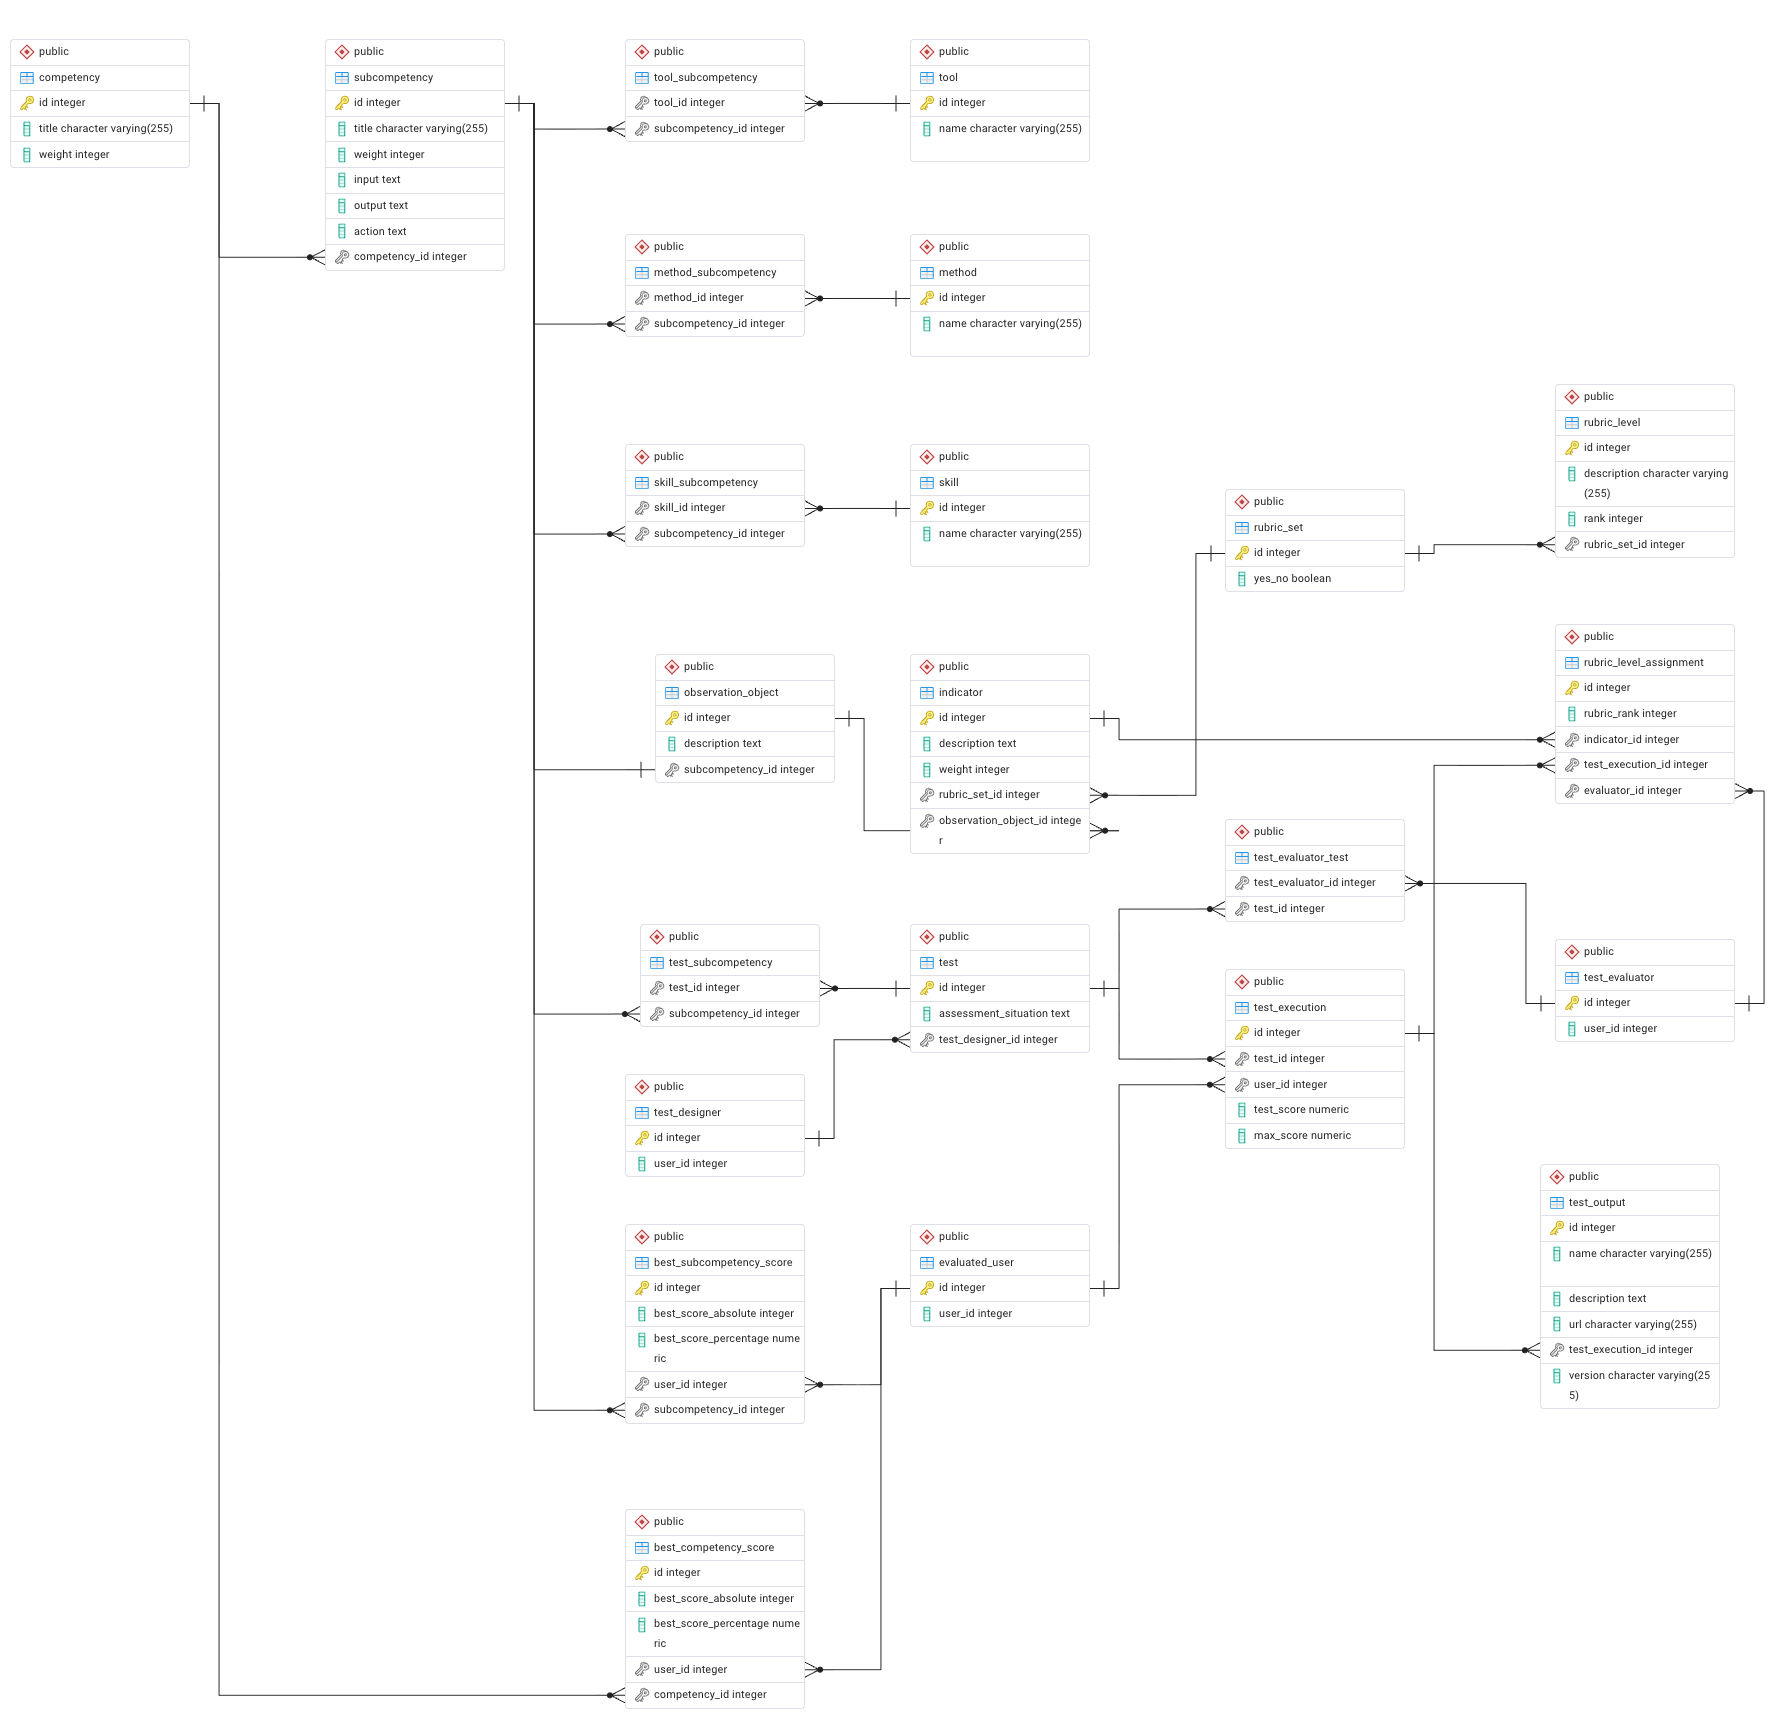 public
competency
id integer
title character varying(255)
weight integer
public
subcompetency
id integer
title character varying(255)
weight integer
input text
output text
action text
competency_id integer
public
tool_subcompetency
tool_id integer
subcompetency_id integer
public
tool
id integer
name character varying(255)
public
method_subcompetency
method_id integer
subcompetency_id integer
public
method
id integer
name character varying(255)
public
skill_subcompetency
skill_id integer
subcompetency_id integer
public
skill
id integer
name character varying(255)
public
rubric_set
id integer
yes_no boolean
public
rubric_level
id integer
description character varying
(255)
rank integer
rubric_set_id integer
public
observation_object
id integer
description text
subcompetency_id integer
public
indicator
id integer
description text
weight integer
rubric_set_id integer
observation_object_id intege
r
public
rubric_level_assignment
id integer
rubric_rank integer
indicator_id integer
test_execution_id integer
evaluator_id integer
public
test_evaluator_test
test_evaluator_id integer
test_id integer
public
test_subcompetency
test_id integer
subcompetency_id integer
public
test
id integer
assessment_situation text
test_designer_id integer
public
test_execution
id integer
test_id integer
user_id integer
test_score numeric
max_score numeric
public
test_evaluator
id integer
user_id integer
public
test_designer
id integer
user_id integer
public
best_subcompetency_score
id integer
best_score_absolute integer
best_score_percentage nume
ric
user_id integer
subcompetency_id integer
public
evaluated_user
id integer
user_id integer
public
test_output
id integer
name character varying(255)
description text
url character varying(255)
test_execution_id integer
version character varying(25
5)
public
best_competency_score
id integer
best_score_absolute integer
best_score_percentage nume
ric
user_id integer
competency_id integer